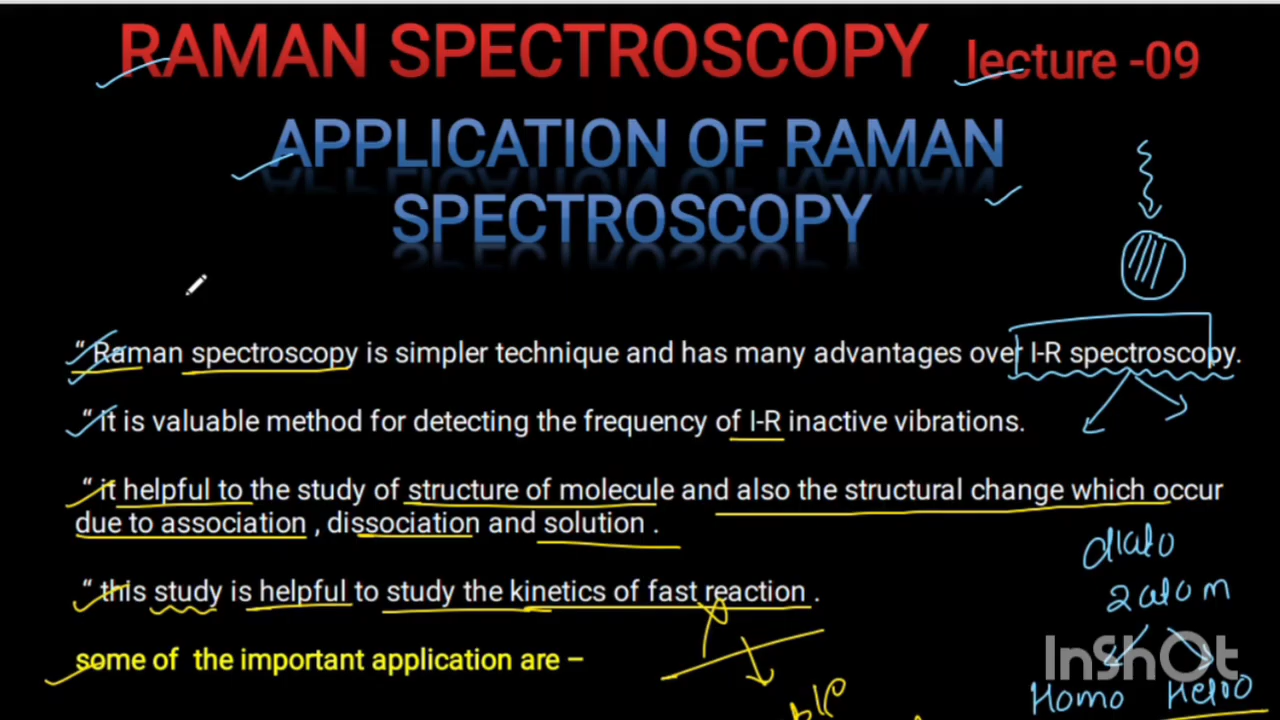 RAMAN SPECTROSCOPY lecture -09
APPLICATION OF RAMAN
SPECTROSCOPY
“ Raman spectroscopy is simpler technique and has many advantages over I-R spectroscopy.
“ it is valuable method for detecting the frequency of I-R inactive vibrations.
“ it helpful to the study of structure of molecule and also the structural change which occur
due to association , dissociation and solution .
“ this study is helpful to study the kinetics of fast reaction .
some of the important application are –
diato
2 atom
Homo Hetro
InShOt